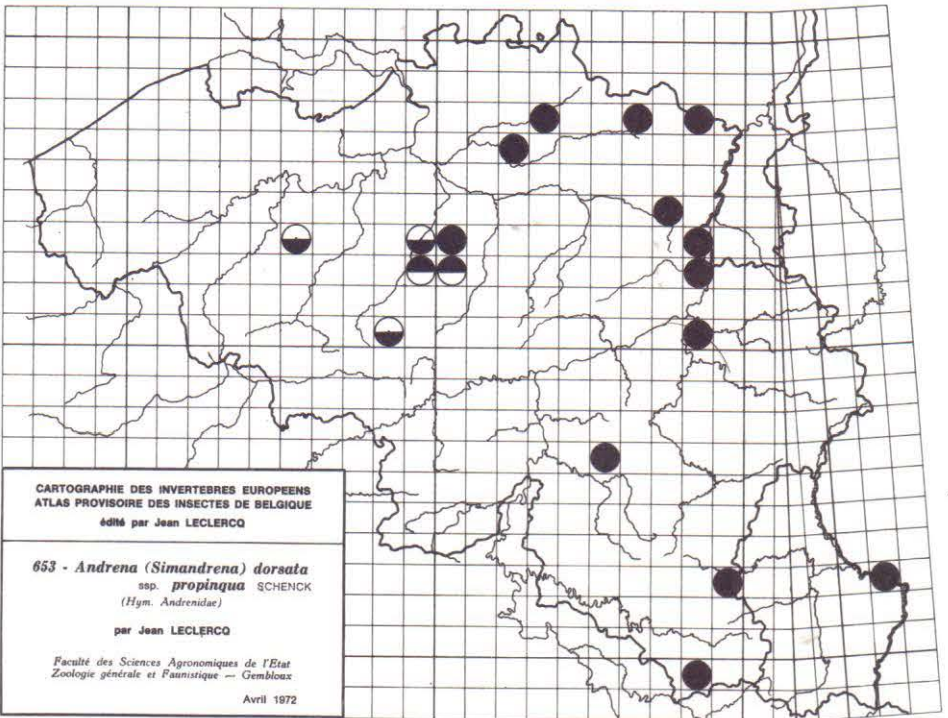 CARTOGRAPHIE DES INVERTEBRES EUROPEENS
ATLAS PROVISOIRE DES INSECTES DE BELGIQUE
édité par Jean LECLERCQ
653 - Andrena (Simandrena) dorsata
ssp. propinqua SCHENCK
(Hym. Andrenidae)
par Jean LECLERCQ
Faculté des Sciences Agronomiques de l'Etat
Zoologie générale et Faunistique — Gembloux
Avril 1972